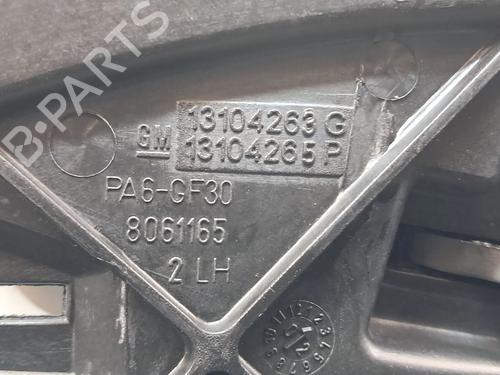 B-PARTS
13104263 G
GM 13104265 P
PA6-GF30
8061165
2 LH